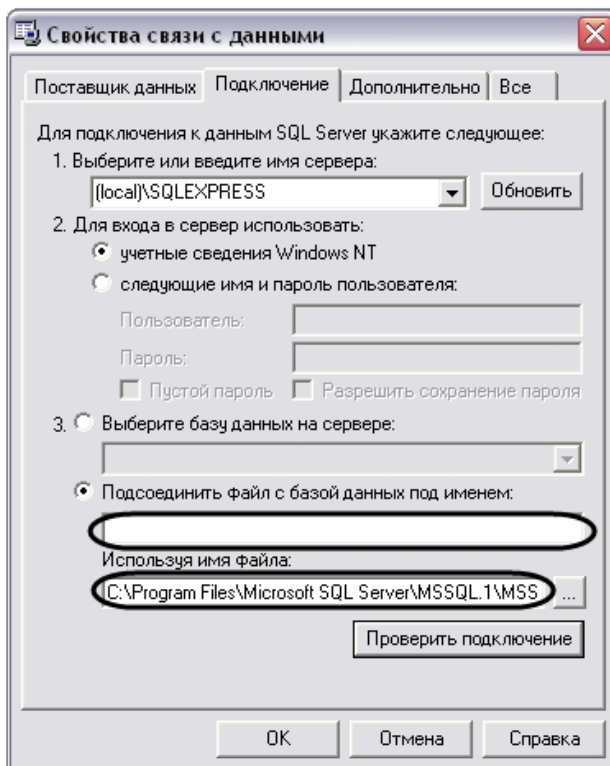 Свойства связи с данными
Поставщик данных Подключение Дополнительно Все
Для подключения к данным SQL Server укажите следующее:
1. Выберите или введите имя сервера:
(local)\SQLEXPRESS Обновить
2. Для входа в сервер использовать:
учетные сведения Windows NT
следующие имя и пароль пользователя:
Пользователь:
Пароль:
Пустой пароль Разрешить сохранение пароля
3. Выберите базу данных на сервере:
Подсоединить файл с базой данных под именем:
Используя имя файла:
C:\Program Files\Microsoft SQL Server\MSSQL.1\MSS ...
Проверить подключение
OK Отмена Справка